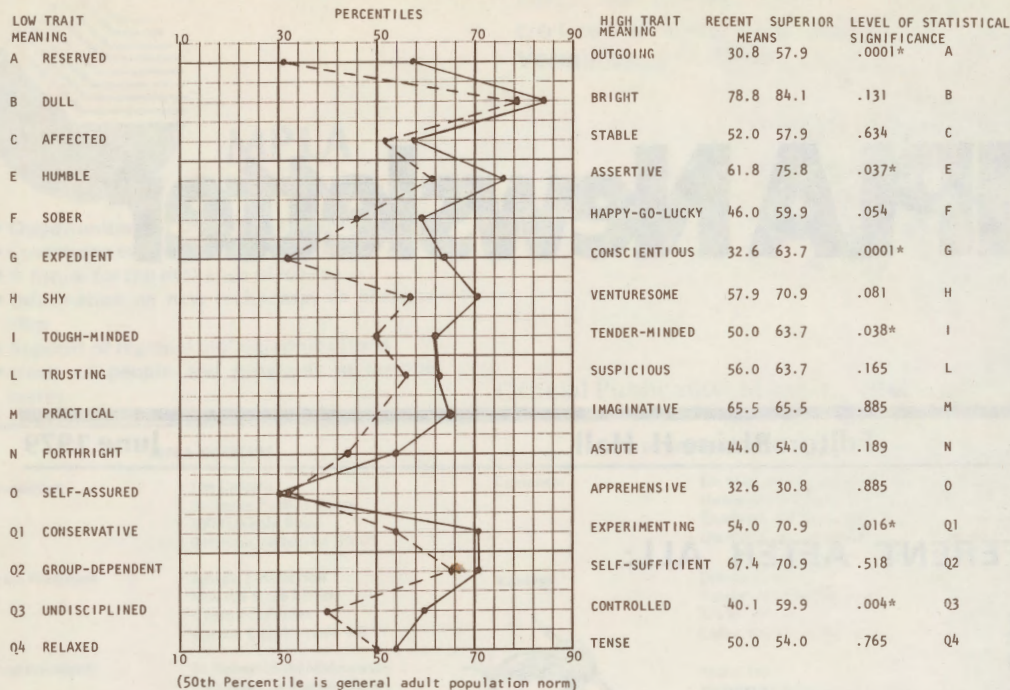 LOW TRAIT MEANING PERCENTILES HIGH TRAIT MEANING RECENT SUPERIOR MEANS LEVEL OF STATISTICAL SIGNIFICANCE
10 30 50 70 90
A RESERVED OUTGOING 30.8 57.9 .0001* A
B DULL BRIGHT 78.8 84.1 .131 B
C AFFECTED STABLE 52.0 57.9 .634 C
E HUMBLE ASSERTIVE 61.8 75.8 .037* E
F SOBER HAPPY-GO-LUCKY 46.0 59.9 .054 F
G EXPEDIENT CONSCIENTIOUS 32.6 63.7 .0001* G
H SHY VENTURESOME 57.9 70.9 .081 H
I TOUGH-MINDED TENDER-MINDED 50.0 63.7 .038* I
L TRUSTING SUSPICIOUS 56.0 63.7 .165 L
M PRACTICAL IMAGINATIVE 65.5 65.5 .885 M
N FORTHRIGHT ASTUTE 44.0 54.0 .189 N
O SELF-ASSURED APPREHENSIVE 32.6 30.8 .885 O
Q1 CONSERVATIVE EXPERIMENTING 54.0 70.9 .016* Q1
Q2 GROUP-DEPENDENT SELF-SUFFICIENT 67.4 70.9 .518 Q2
Q3 UNDISCIPLINED CONTROLLED 40.1 59.9 .004* Q3
Q4 RELAXED TENSE 50.0 54.0 .765 Q4
10 30 50 70 90
(50th Percentile is general adult population norm)